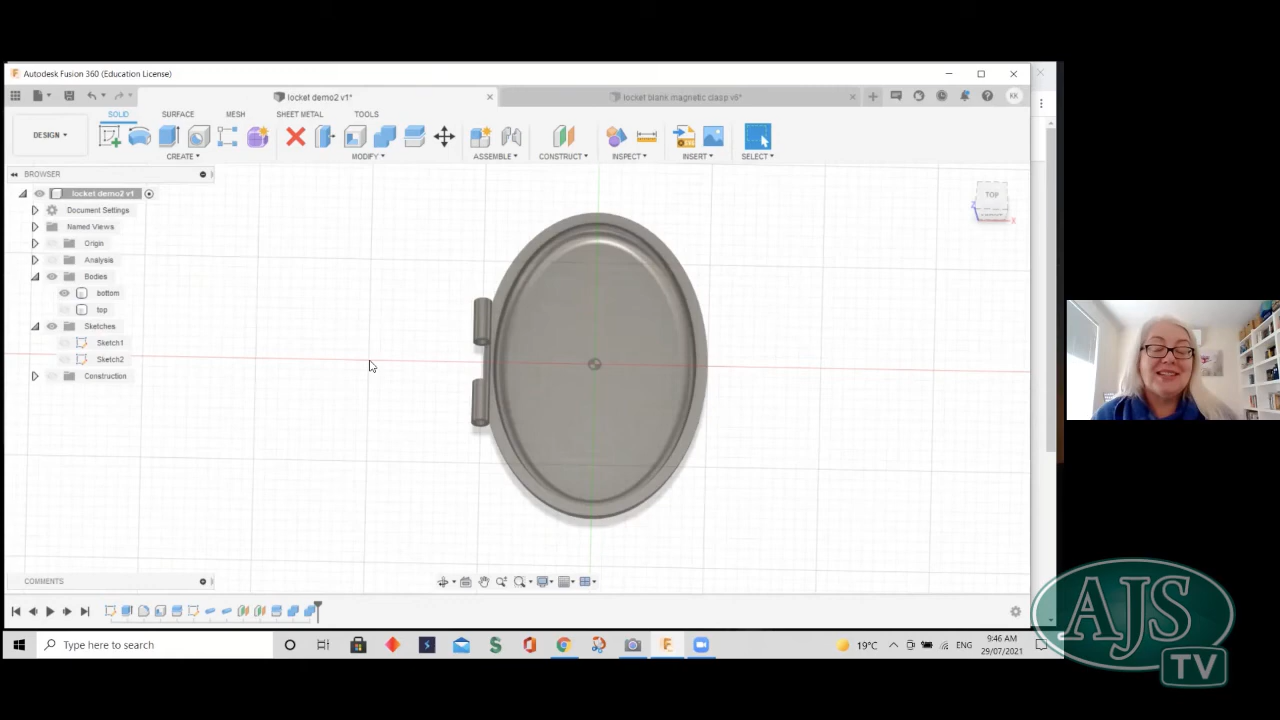 Autodesk Fusion 360 (Education License)
locket demo2 v1*
locket blank magnetic clasp v6*
KK
SOLID
SURFACE
MESH
SHEET METAL
TOOLS
DESIGN
CREATE
MODIFY
ASSEMBLE
CONSTRUCT
INSPECT
INSERT
SELECT
BROWSER
locket demo2 v1
Document Settings
Named Views
Origin
Analysis
Bodies
bottom
top
Sketches
Sketch1
Sketch2
Construction
TOP
Z
X
COMMENTS
Type here to search
19°C
ENG
9:46 AM
29/07/2021
AJS
TV